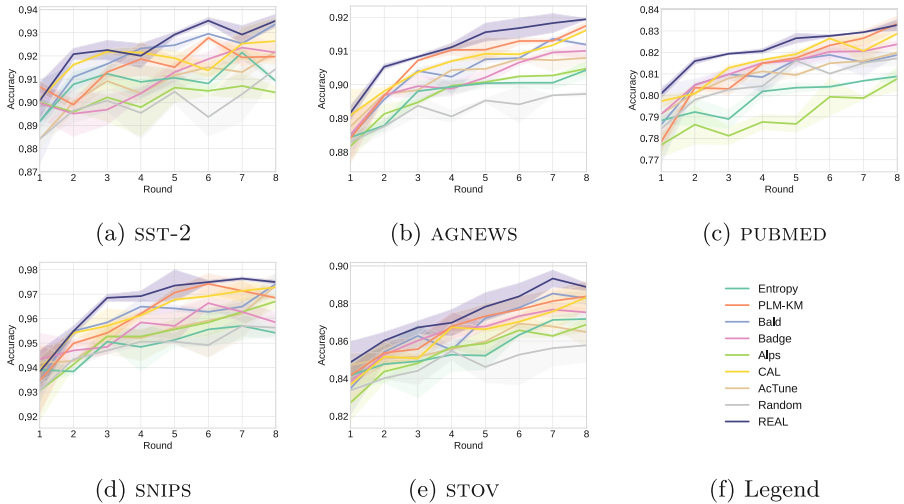 0.94
0.93
0.92
0.91
0.90
0.89
0.88
0.87
Accuracy
1 2 3 4 5 6 7 8
Round
(a) SST-2
0.92
0.91
0.90
0.89
0.88
Accuracy
1 2 3 4 5 6 7 8
Round
(b) AGNEWS
0.84
0.83
0.82
0.81
0.80
0.79
0.78
0.77
Accuracy
1 2 3 4 5 6 7 8
Round
(c) PUBMED
0.98
0.97
0.96
0.95
0.94
0.93
0.92
Accuracy
1 2 3 4 5 6 7 8
Round
(d) SNIPS
0.90
0.88
0.86
0.84
0.82
Accuracy
1 2 3 4 5 6 7 8
Round
(e) STOV
Entropy
PLM-KM
Bald
Badge
Alps
CAL
AcTune
Random
REAL
(f) Legend